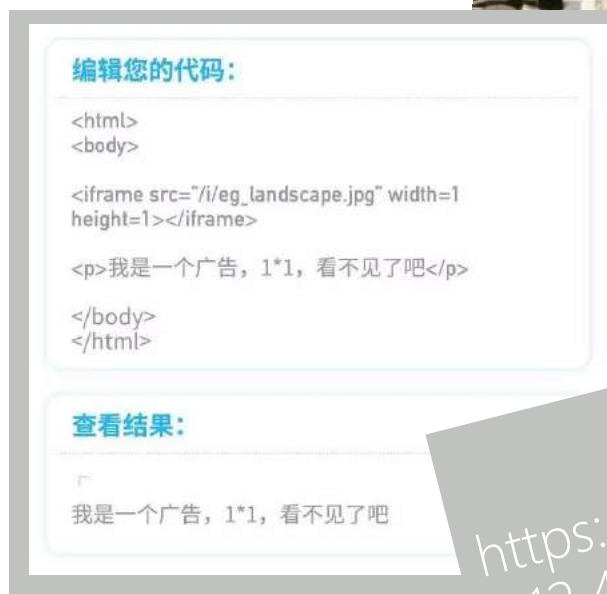 编辑您的代码：
<html>
<body>
<iframe src="/i/eg_landscape.jpg" width=1
height=1></iframe>
<p>我是一个广告，1*1，看不见了吧</p>
</body>
</html>
查看结果：
我是一个广告，1*1，看不见了吧
https: